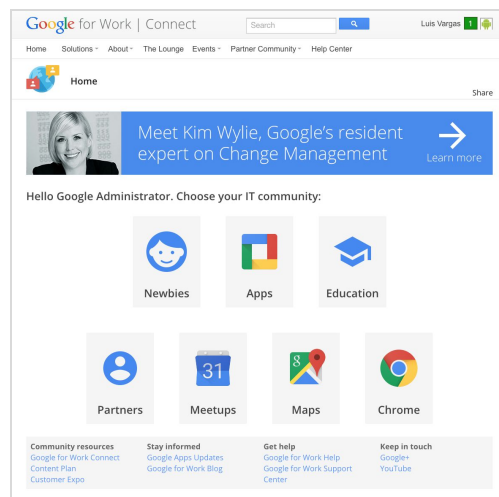 Google for Work | Connect
Search
Luis Vargas 1
Home Solutions About The Lounge Events Partner Community Help Center
Home
Share
Meet Kim Wylie, Google's resident
expert on Change Management
Learn more
Hello Google Administrator. Choose your IT community:
Newbies Apps Education
31
8
Partners Meetups Maps Chrome
Community resources Stay informed Get help Keep in touch
Google for Work Connect Google Apps Updates Google for Work Help Google+
Content Plan Google for Work Blog Google for Work Support YouTube
Customer Expo Center